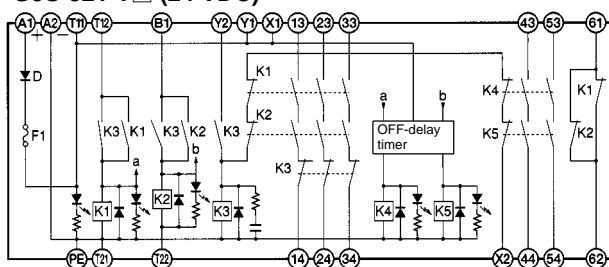 (24 VDC)
A1 A2 T11 T12 B1 Y2 Y1 X1 13 23 33 43 53 61
+ −
D
F1
K3 K1
K3 K2
K3
K1
K2
K3
a b
OFF-delay
timer
K4
K5
K1
K2
a
b
K1
K2
K3
K4
K5
PE T21 T22 14 24 34 X2 44 54 62